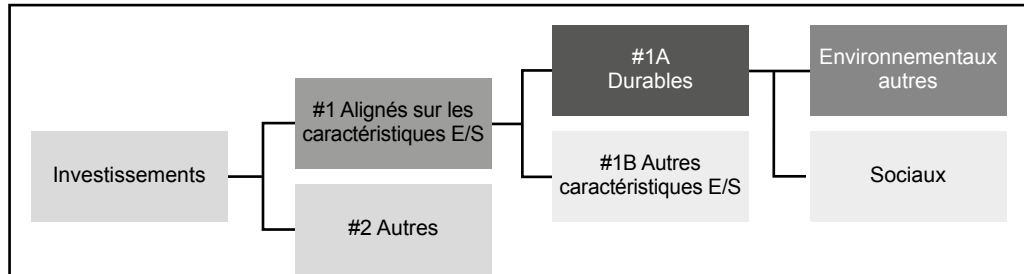 Investissements
#1 Alignés sur les
caractéristiques E/S
#2 Autres
#1A
Durables
#1B Autres
caractéristiques E/S
Environnementaux
autres
Sociaux